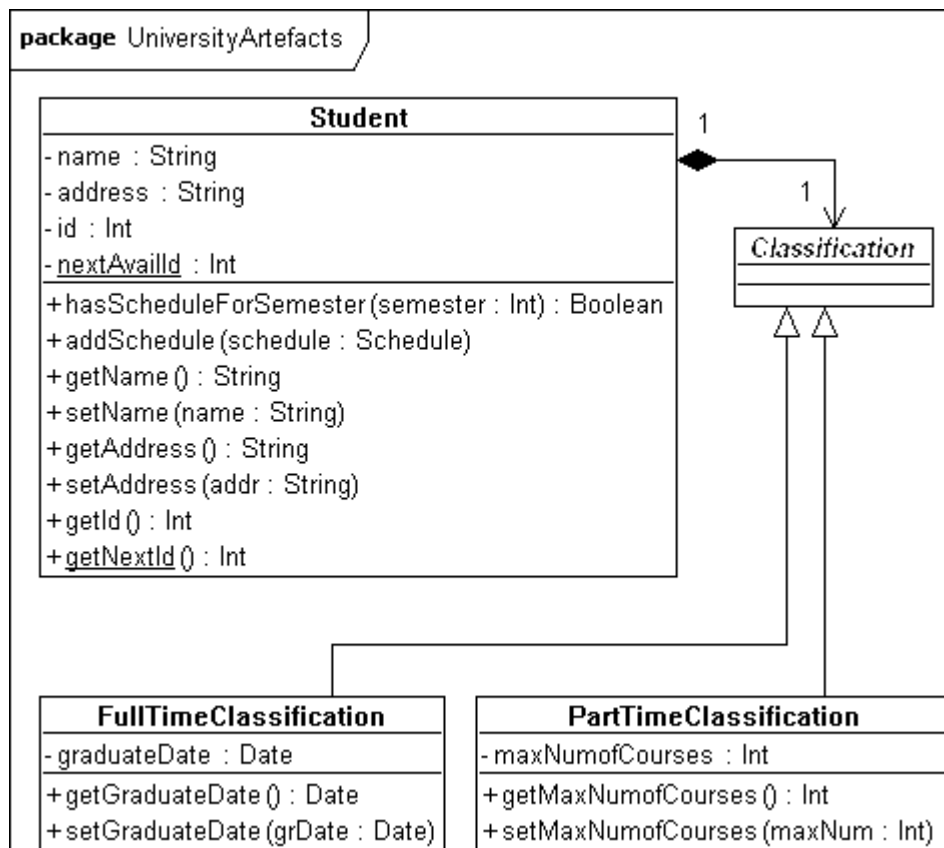 package UniversityArtefacts
Student
- name : String
- address : String
- id : Int
- nextAvailId : Int
+ hasScheduleForSemester (semester : Int) : Boolean
+ addSchedule (schedule : Schedule)
+ getName () : String
+ setName (name : String)
+ getAddress () : String
+ setAddress (addr : String)
+ getId () : Int
+ getNextId () : Int
1
1
Classification
FullTimeClassification
- graduateDate : Date
+ getGraduateDate () : Date
+ setGraduateDate (grDate : Date)
PartTimeClassification
- maxNumofCourses : Int
+ getMaxNumofCourses () : Int
+ setMaxNumofCourses (maxNum : Int)